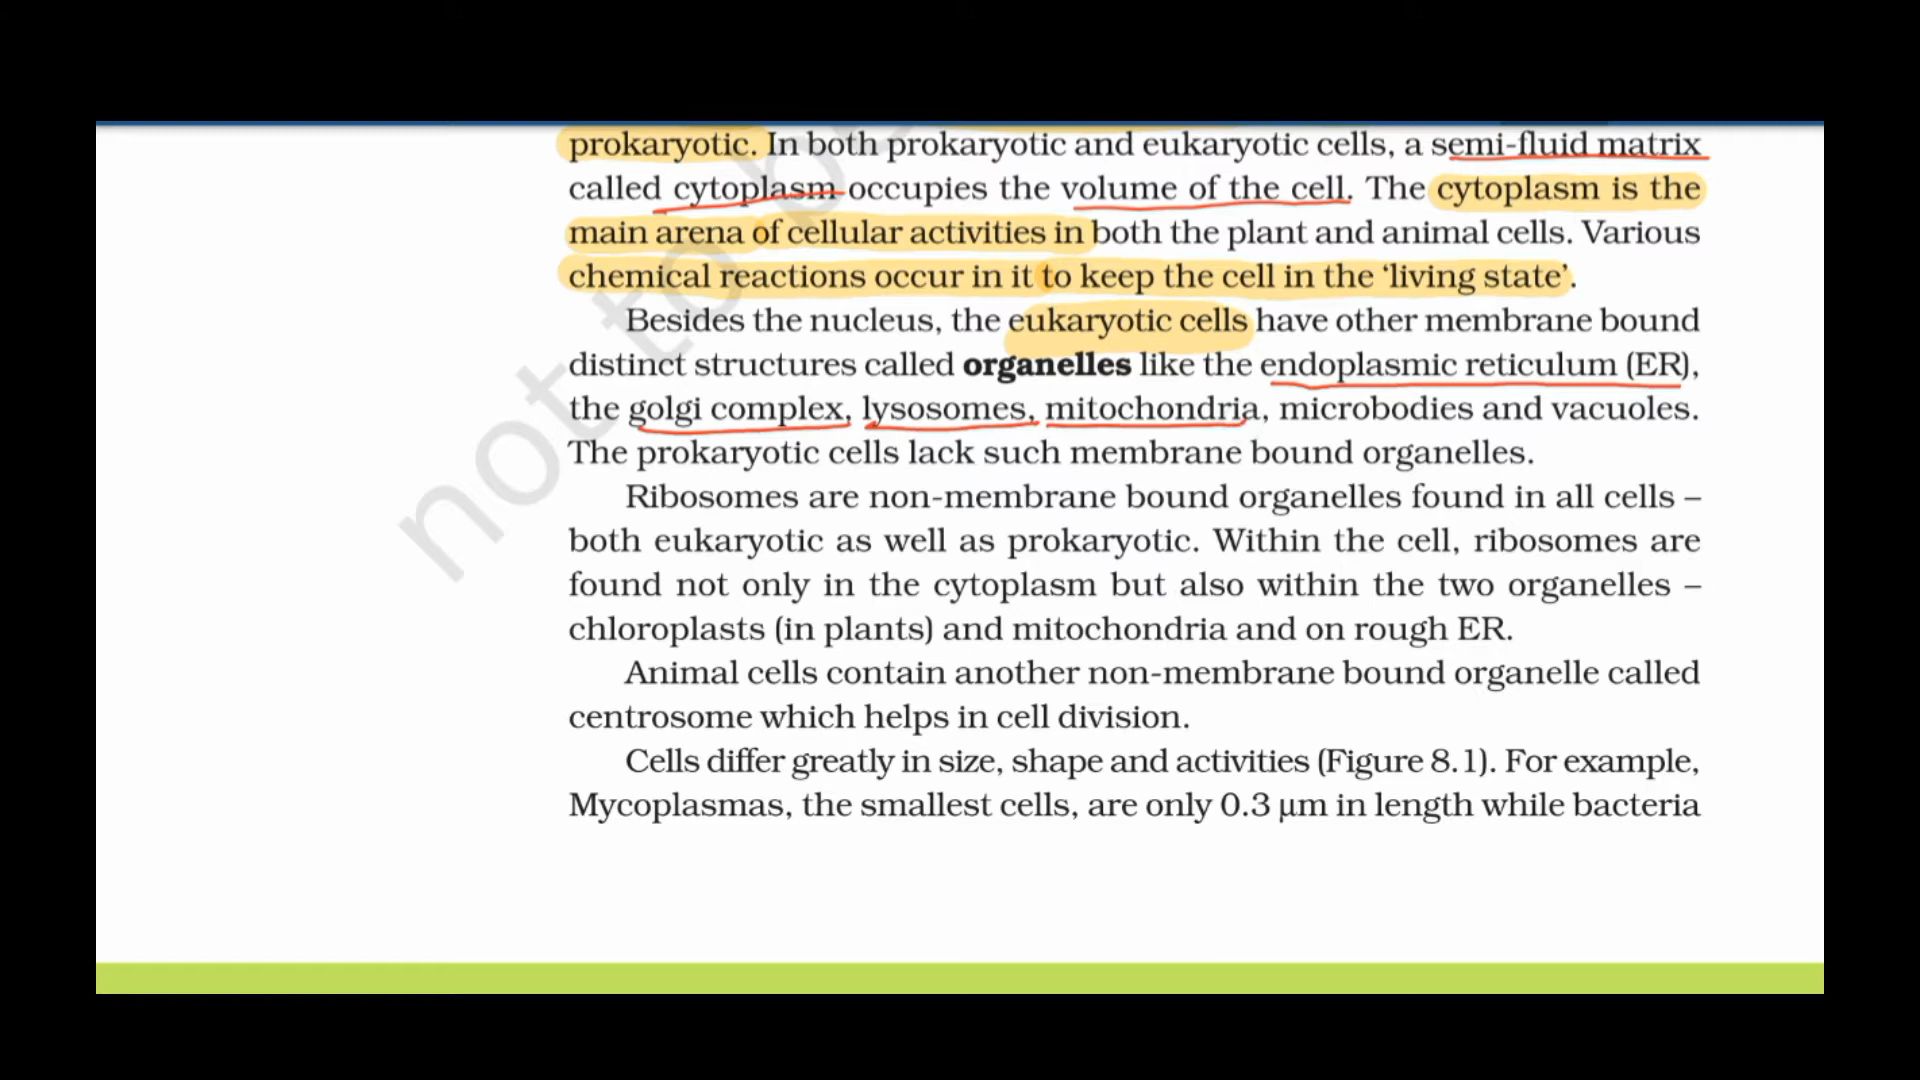 prokaryotic. In both prokaryotic and eukaryotic cells, a semi-fluid matrix
called cytoplasm occupies the volume of the cell. The cytoplasm is the
main arena of cellular activities in both the plant and animal cells. Various
chemical reactions occur in it to keep the cell in the ‘living state’.
Besides the nucleus, the eukaryotic cells have other membrane bound
distinct structures called organelles like the endoplasmic reticulum (ER),
the golgi complex, lysosomes, mitochondria, microbodies and vacuoles.
The prokaryotic cells lack such membrane bound organelles.
Ribosomes are non-membrane bound organelles found in all cells –
both eukaryotic as well as prokaryotic. Within the cell, ribosomes are
found not only in the cytoplasm but also within the two organelles –
chloroplasts (in plants) and mitochondria and on rough ER.
Animal cells contain another non-membrane bound organelle called
centrosome which helps in cell division.
Cells differ greatly in size, shape and activities (Figure 8.1). For example,
Mycoplasmas, the smallest cells, are only 0.3 µm in length while bacteria
not to b